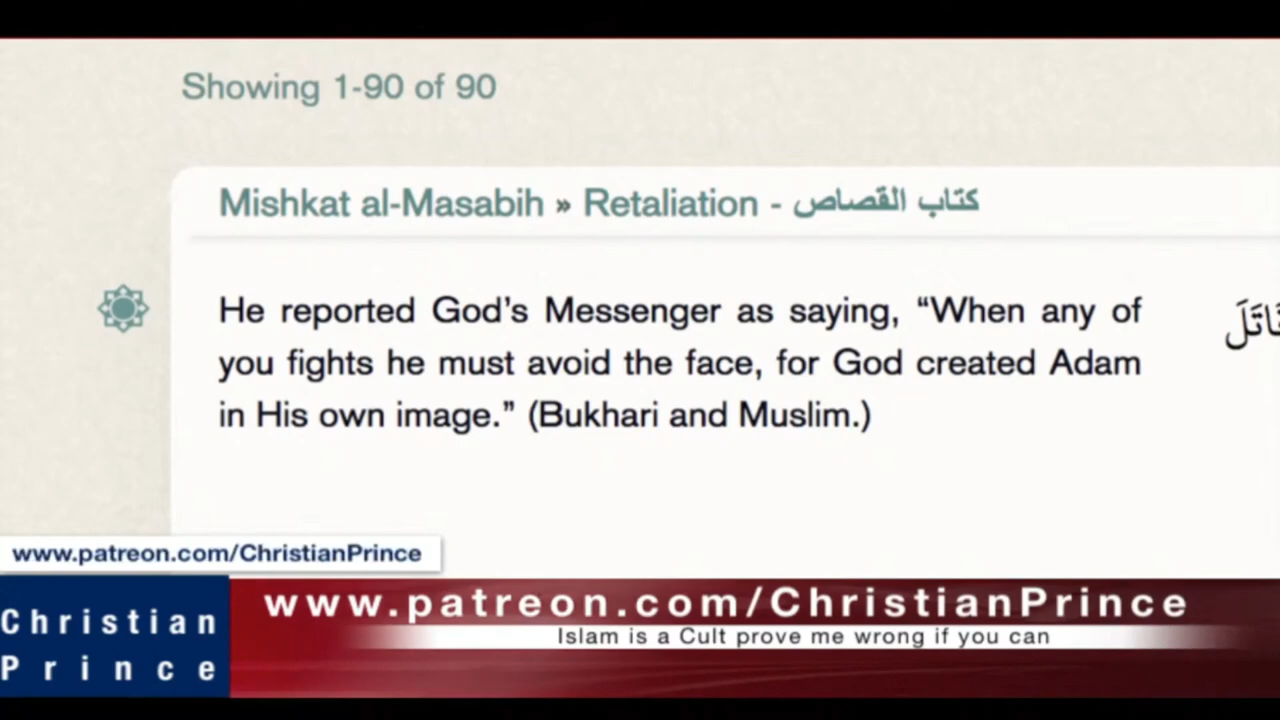 Showing 1-90 of 90
Mishkat al-Masabih » Retaliation - كتاب القصاص
He reported God’s Messenger as saying, “When any of
you fights he must avoid the face, for God created Adam
in His own image.” (Bukhari and Muslim.)
www.patreon.com/ChristianPrince
Christian
Prince
www.patreon.com/ChristianPrince
Islam is a Cult prove me wrong if you can